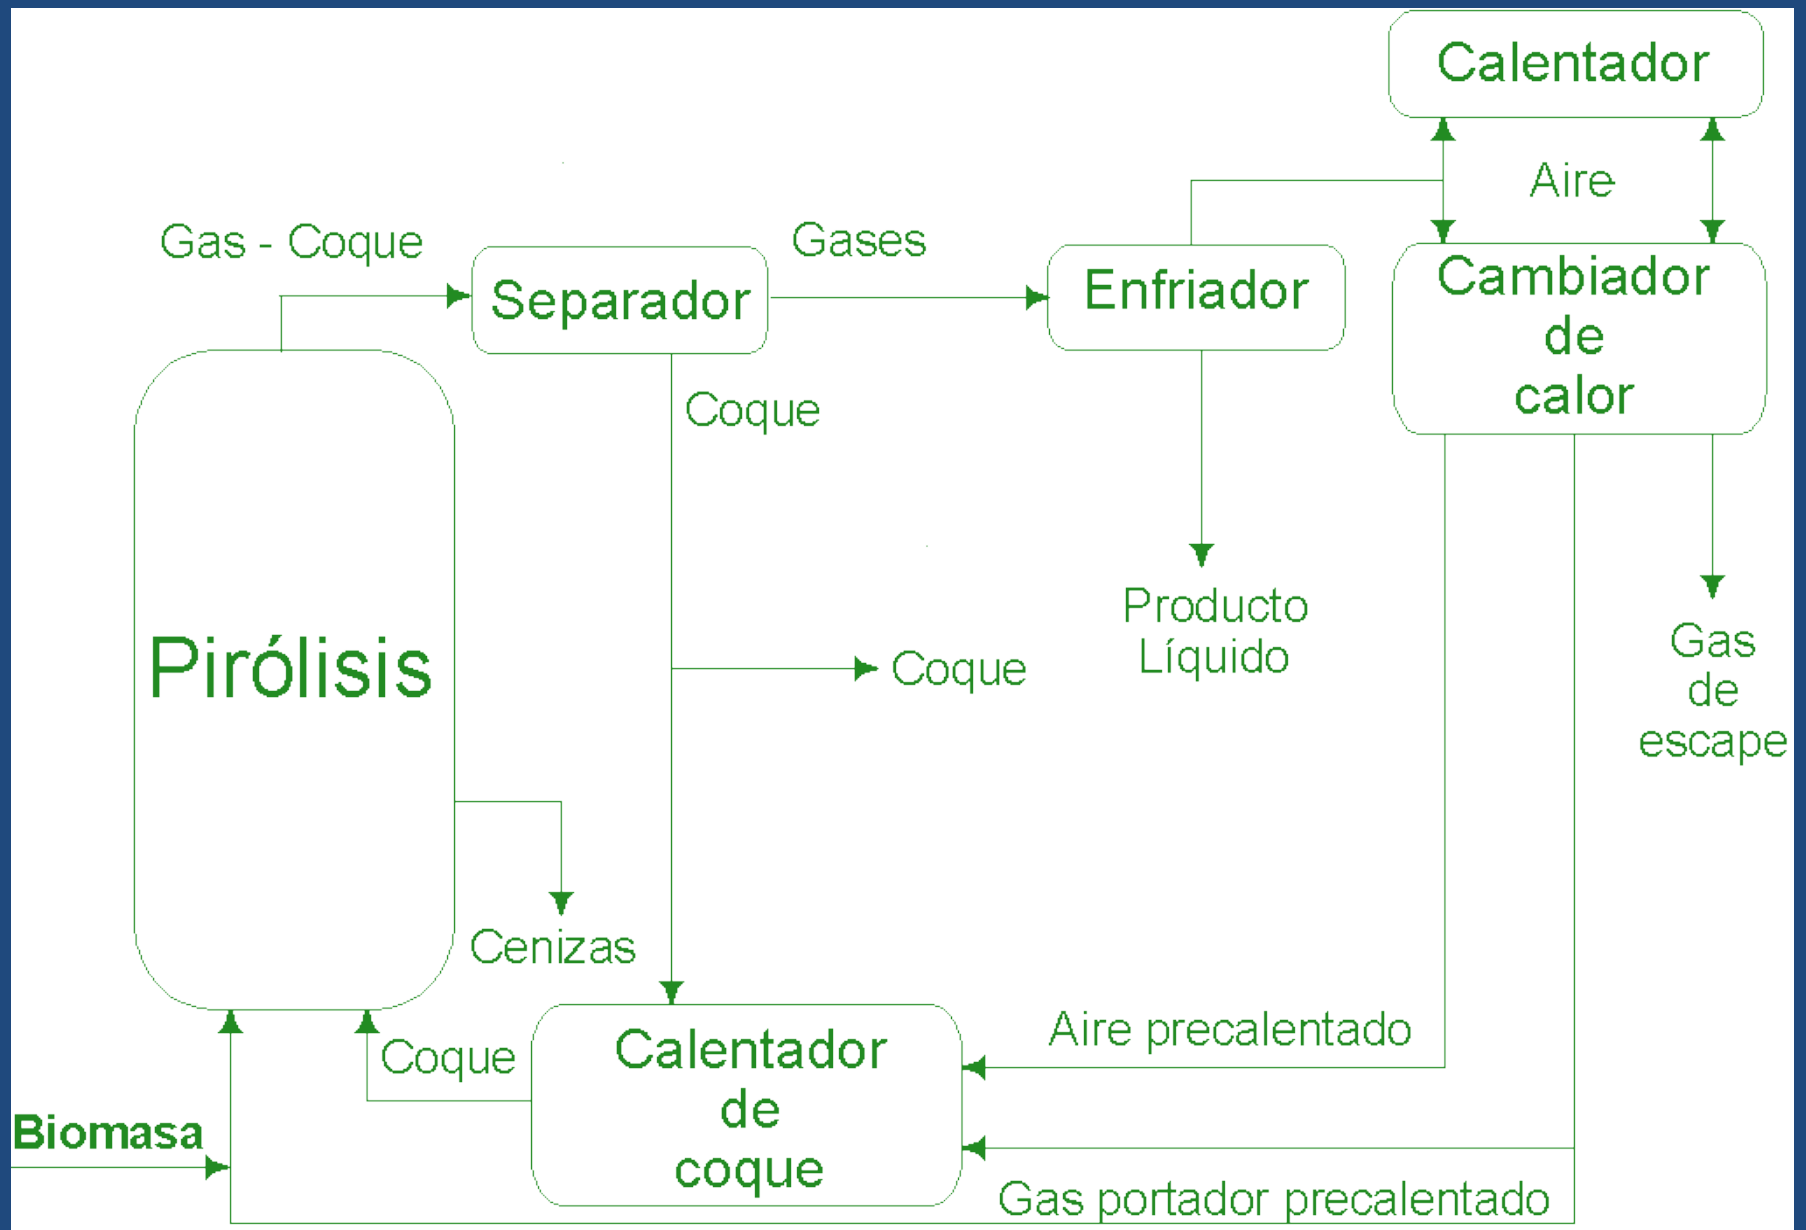 Calentador
Aire
Gas - Coque
Gases
Separador
Enfriador
Cambiador
de
calor
Coque
Producto
Líquido
Gas
de
escape
Coque
Pirólisis
Cenizas
Aire precalentado
Coque
Calentador
de
coque
Biomasa
Gas portador precalentado